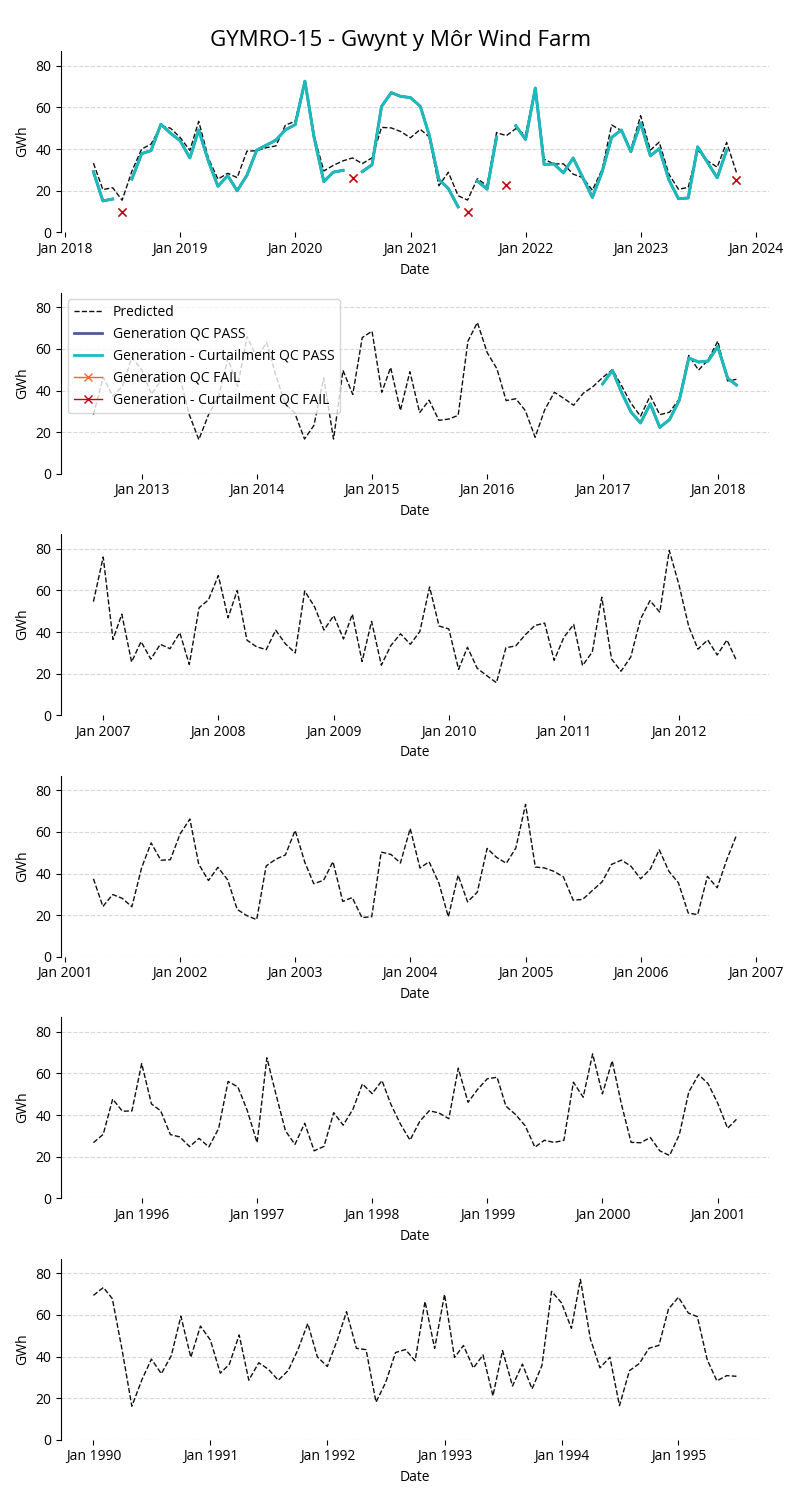 GYMRO-15 - Gwynt y Môr Wind Farm
80
60
40
20
0
GWh
Jan 2018 Jan 2019 Jan 2020 Jan 2021 Jan 2022 Jan 2023 Jan 2024
Date
80
60
40
20
0
GWh
Predicted
Generation QC PASS
Generation - Curtailment QC PASS
Generation QC FAIL
Generation - Curtailment QC FAIL
Jan 2013 Jan 2014 Jan 2015 Jan 2016 Jan 2017 Jan 2018
Date
80
60
40
20
0
GWh
Jan 2007 Jan 2008 Jan 2009 Jan 2010 Jan 2011 Jan 2012
Date
80
60
40
20
0
GWh
Jan 2001 Jan 2002 Jan 2003 Jan 2004 Jan 2005 Jan 2006 Jan 2007
Date
80
60
40
20
0
GWh
Jan 1996 Jan 1997 Jan 1998 Jan 1999 Jan 2000 Jan 2001
Date
80
60
40
20
0
GWh
Jan 1990 Jan 1991 Jan 1992 Jan 1993 Jan 1994 Jan 1995
Date